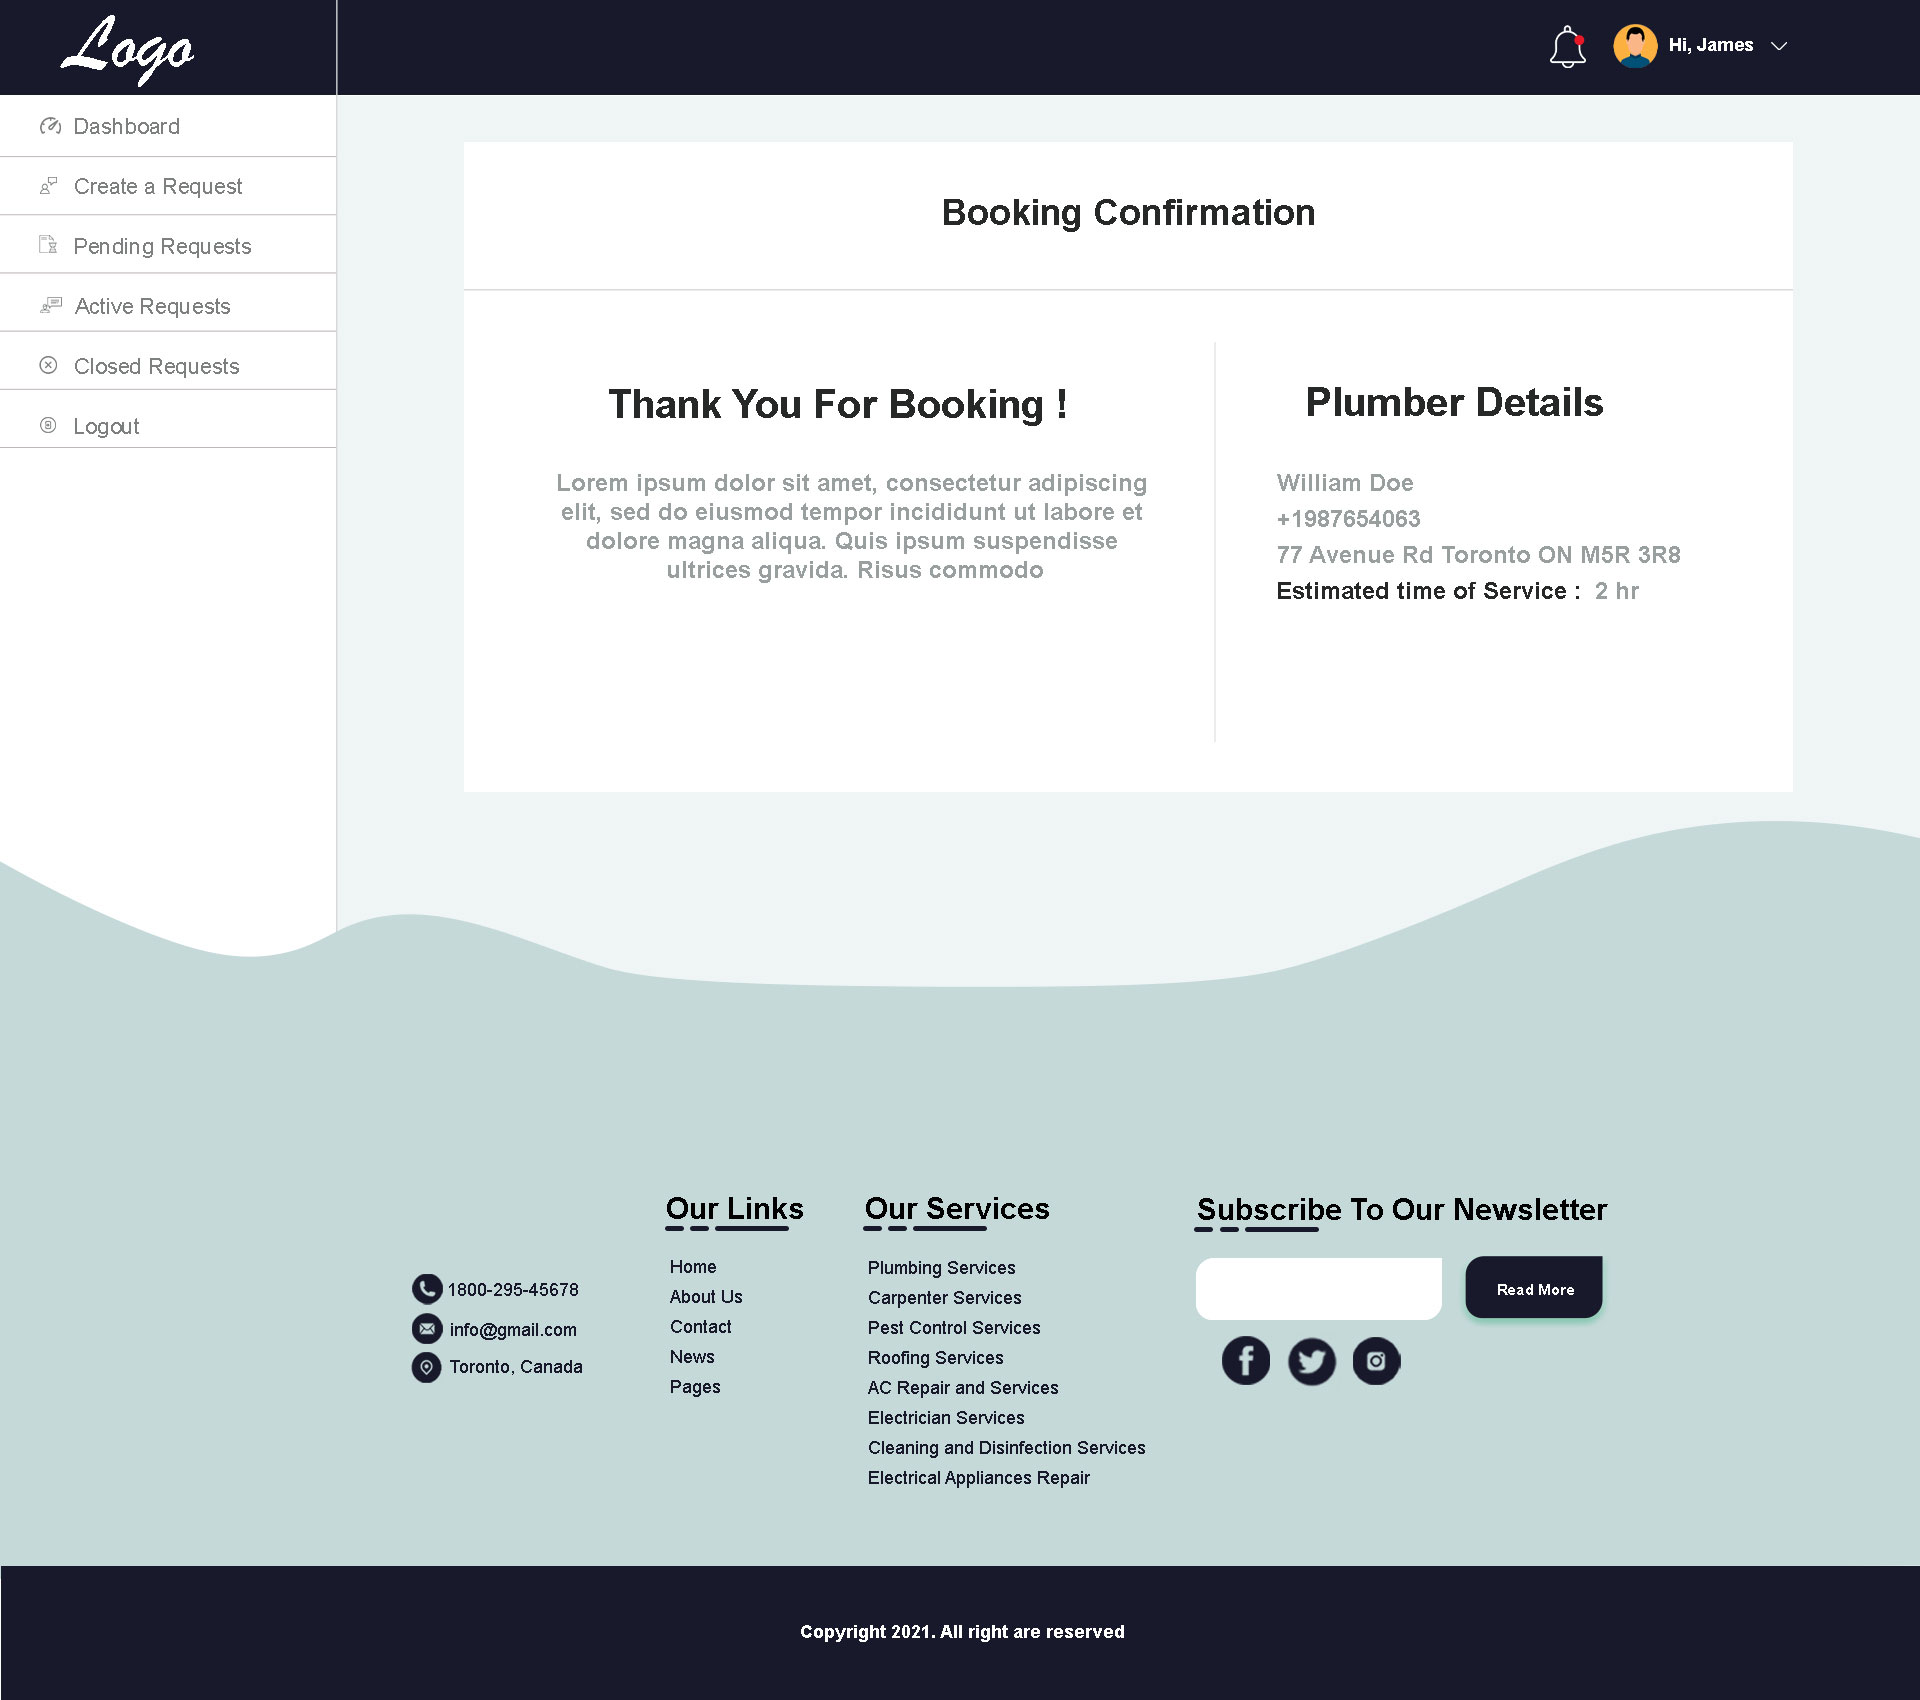 Logo
Hi, James
Dashboard
Create a Request
Pending Requests
Active Requests
Closed Requests
Logout
Booking Confirmation
Thank You For Booking !
Lorem ipsum dolor sit amet, consectetur adipiscing
elit, sed do eiusmod tempor incididunt ut labore et
dolore magna aliqua. Quis ipsum suspendisse
ultrices gravida. Risus commodo
Plumber Details
William Doe
+1987654063
77 Avenue Rd Toronto ON M5R 3R8
Estimated time of Service : 2 hr
1800-295-45678
info@gmail.com
Toronto, Canada
Our Links
Home
About Us
Contact
News
Pages
Our Services
Plumbing Services
Carpenter Services
Pest Control Services
Roofing Services
AC Repair and Services
Electrician Services
Cleaning and Disinfection Services
Electrical Appliances Repair
Subscribe To Our Newsletter
Read More
Copyright 2021. All right are reserved